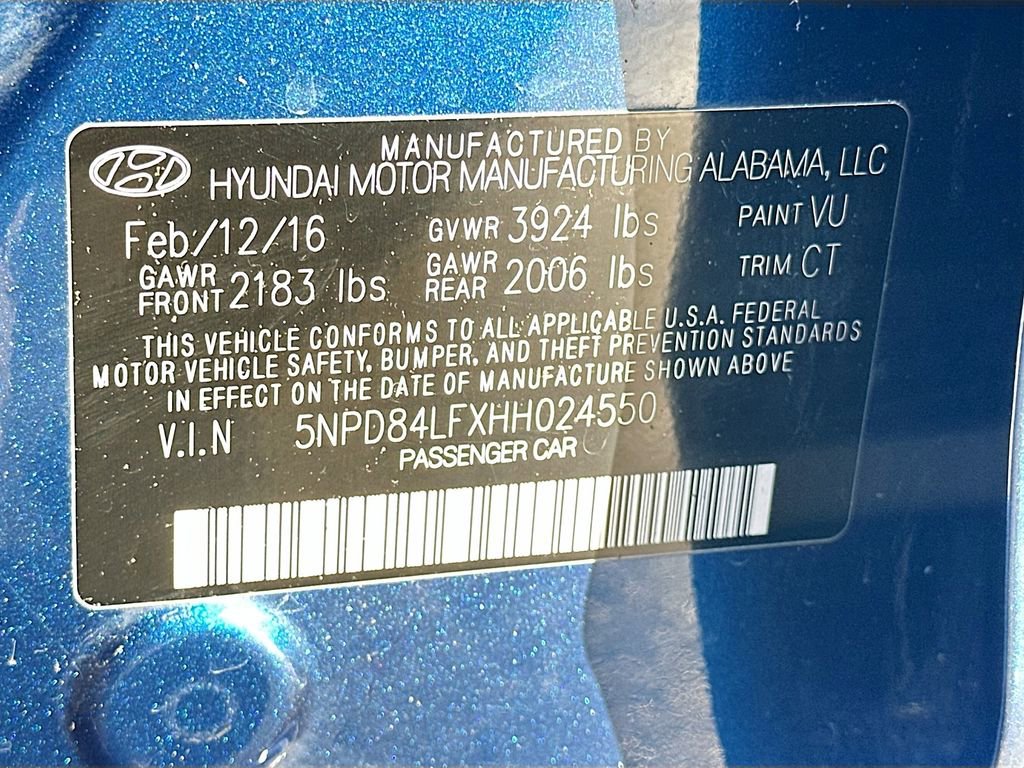 MANUFACTURED BY
HYUNDAI MOTOR MANUFACTURING ALABAMA, LLC
Feb/12/16 GVWR 3924 lbs PAINT VU
GAWR FRONT 2183 lbs GAWR REAR 2006 lbs TRIM CT
THIS VEHICLE CONFORMS TO ALL APPLICABLE U.S.A. FEDERAL
MOTOR VEHICLE SAFETY, BUMPER, AND THEFT PREVENTION STANDARDS
IN EFFECT ON THE DATE OF MANUFACTURE SHOWN ABOVE
V.I.N 5NPD84LFXHH024550
PASSENGER CAR